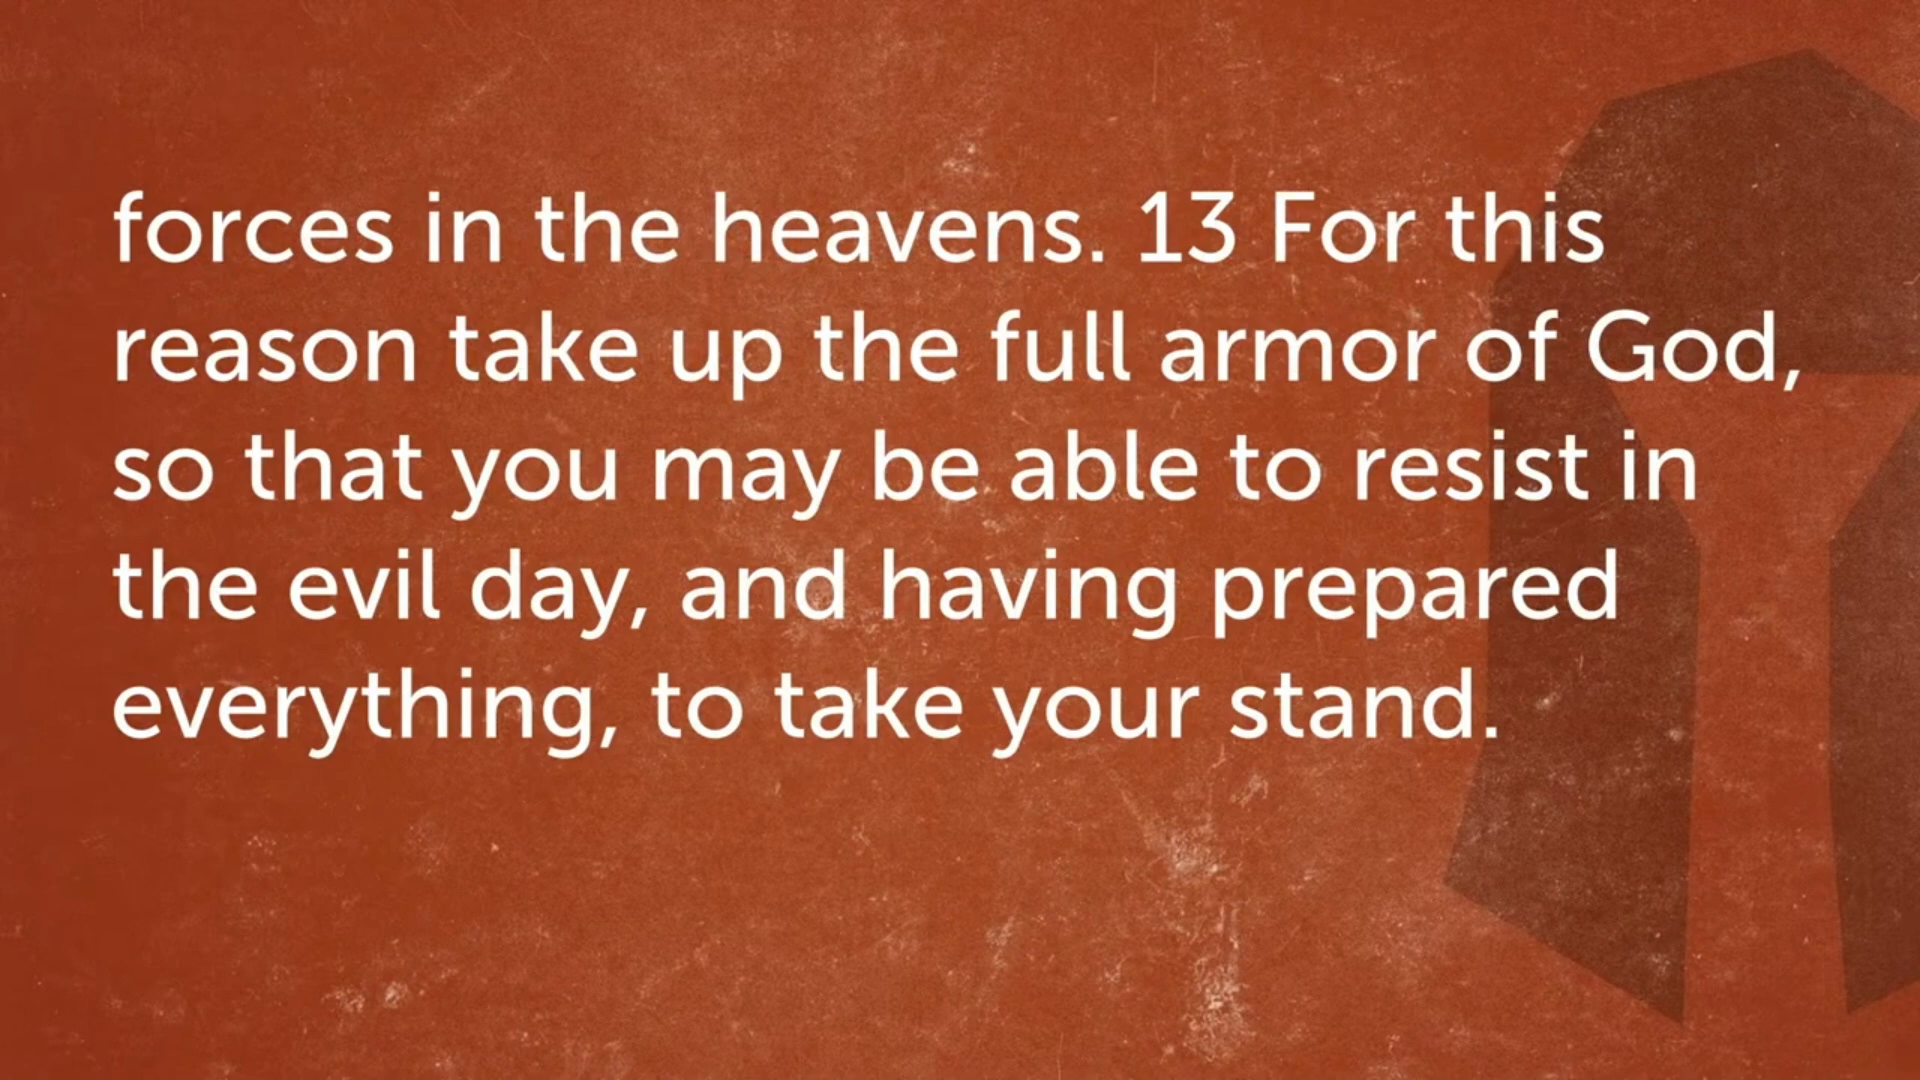 forces in the heavens. 13 For this
reason take up the full armor of God,
so that you may be able to resist in
the evil day, and having prepared
everything, to take your stand.